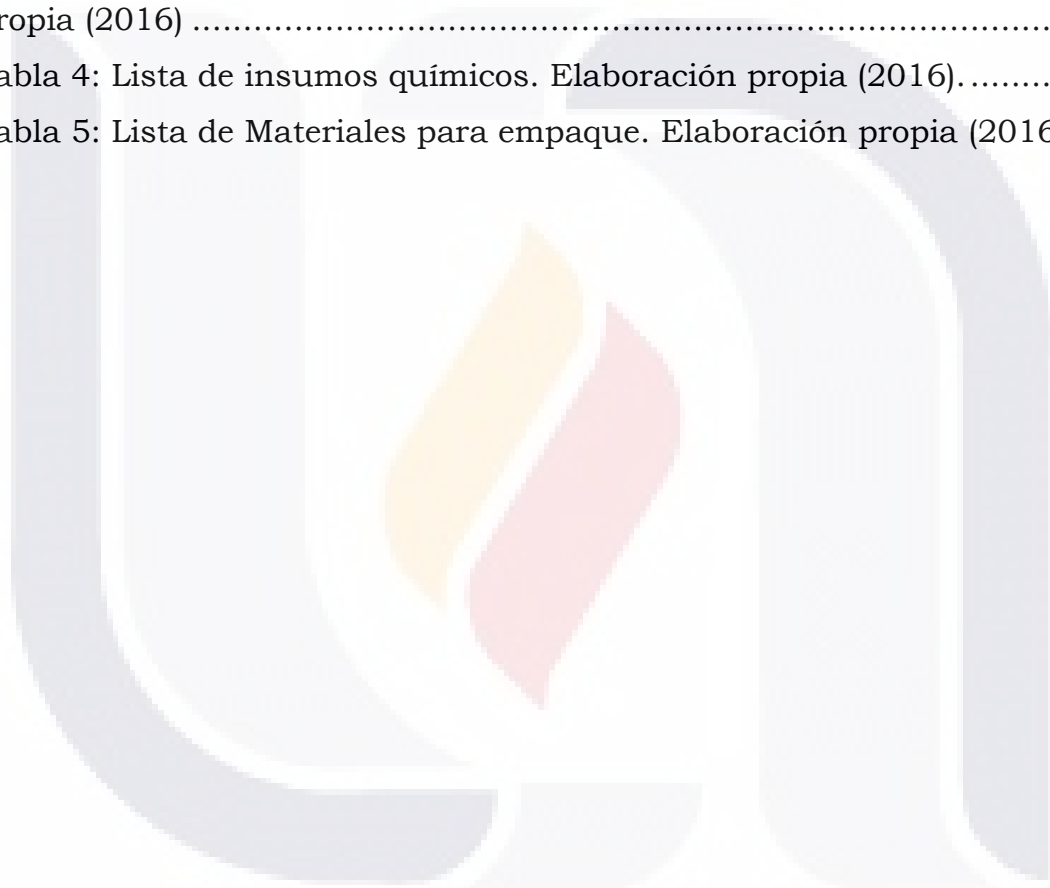 ropia (2016) ........................................................................................
abla 4: Lista de insumos químicos. Elaboración propia (2016). ........
abla 5: Lista de Materiales para empaque. Elaboración propia (2016